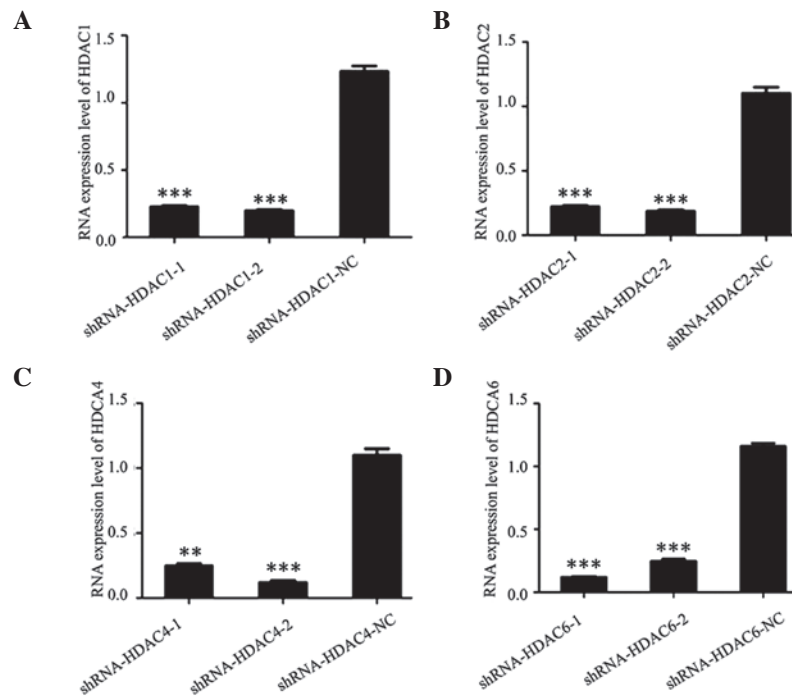 A
RNA expression level of HDAC1
1.5
1.0
0.5
0.0
***
***
shRNA-HDAC1-1
shRNA-HDAC1-2
shRNA-HDAC1-NC
B
RNA expression level of HDAC2
1.5
1.0
0.5
0.0
***
***
shRNA-HDAC2-1
shRNA-HDAC2-2
shRNA-HDAC2-NC
C
RNA expression level of HDCA4
1.5
1.0
0.5
0.0
**
***
shRNA-HDAC4-1
shRNA-HDAC4-2
shRNA-HDAC4-NC
D
RNA expression level of HDCA6
1.5
1.0
0.5
0.0
***
***
shRNA-HDAC6-1
shRNA-HDAC6-2
shRNA-HDAC6-NC